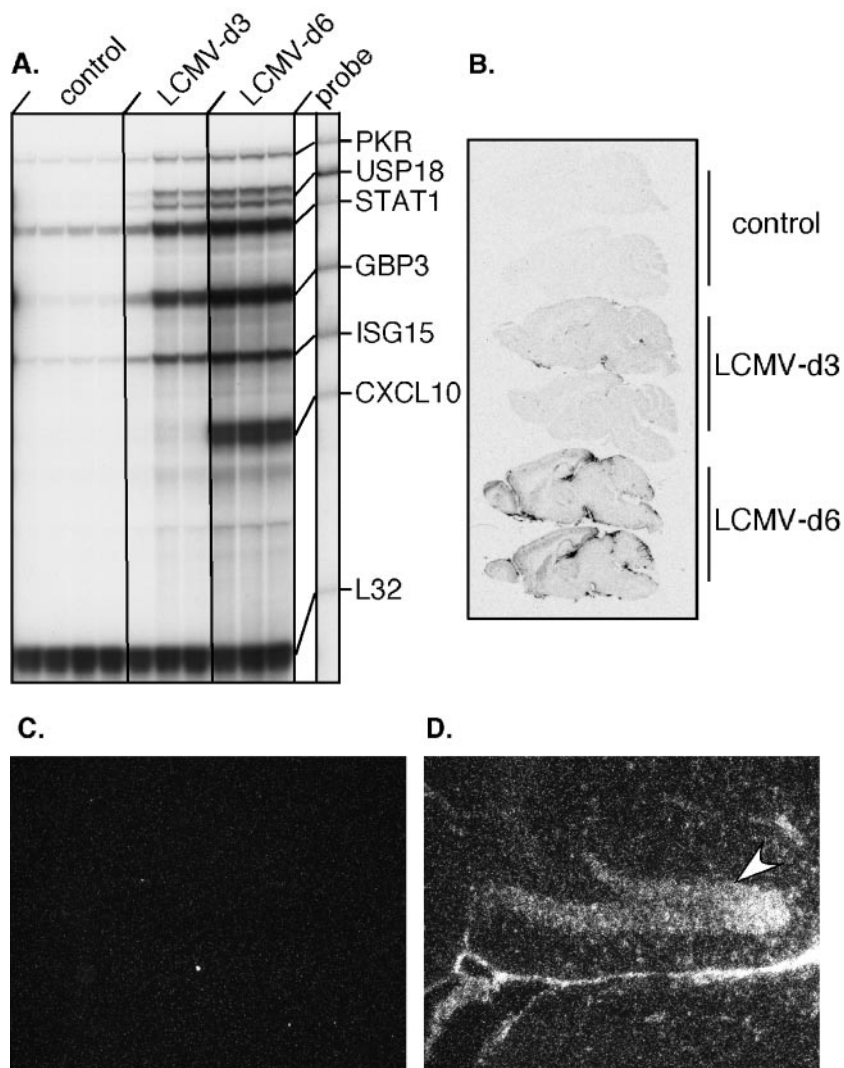 A.
control
LCMV-d3
LCMV-d6
probe
PKR
USP18
STAT1
GBP3
ISG15
CXCL10
L32
B.
control
LCMV-d3
LCMV-d6
C.
D.